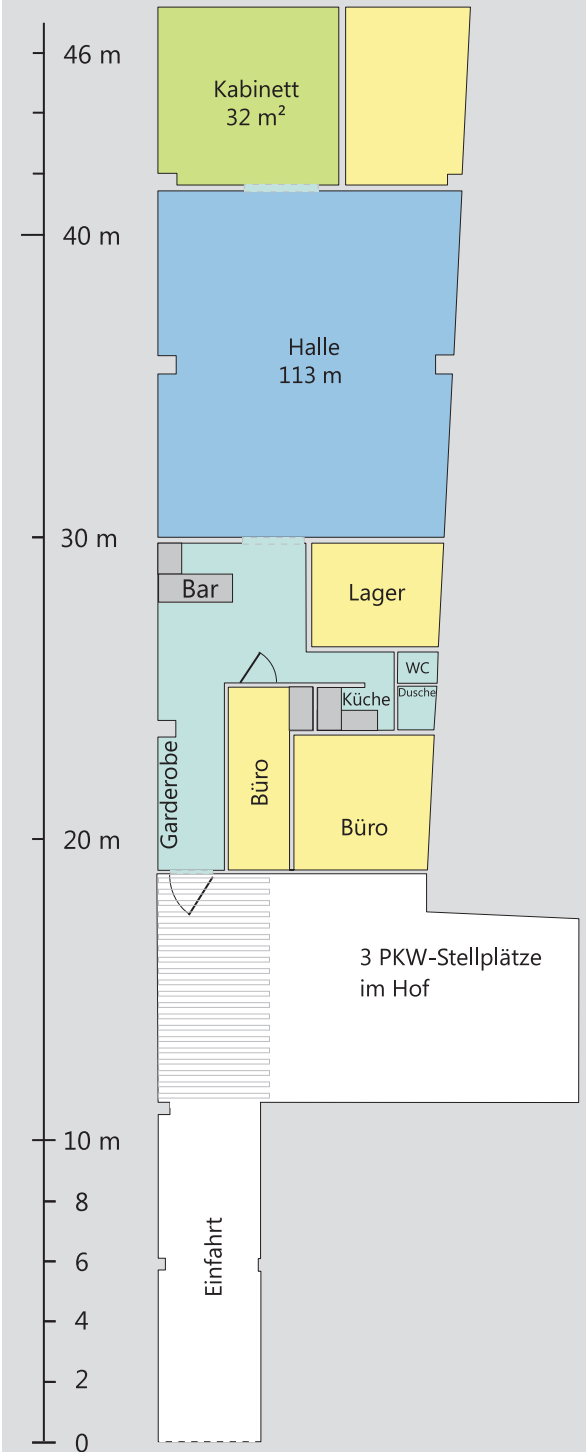 46 m
Kabinett
32 m²
40 m
Halle
113 m
30 m
Bar
Lager
WC
Dusche
Küche
Garderobe
Büro
Büro
20 m
3 PKW-Stellplätze
im Hof
10 m
8
Einfahrt
6
4
2
0